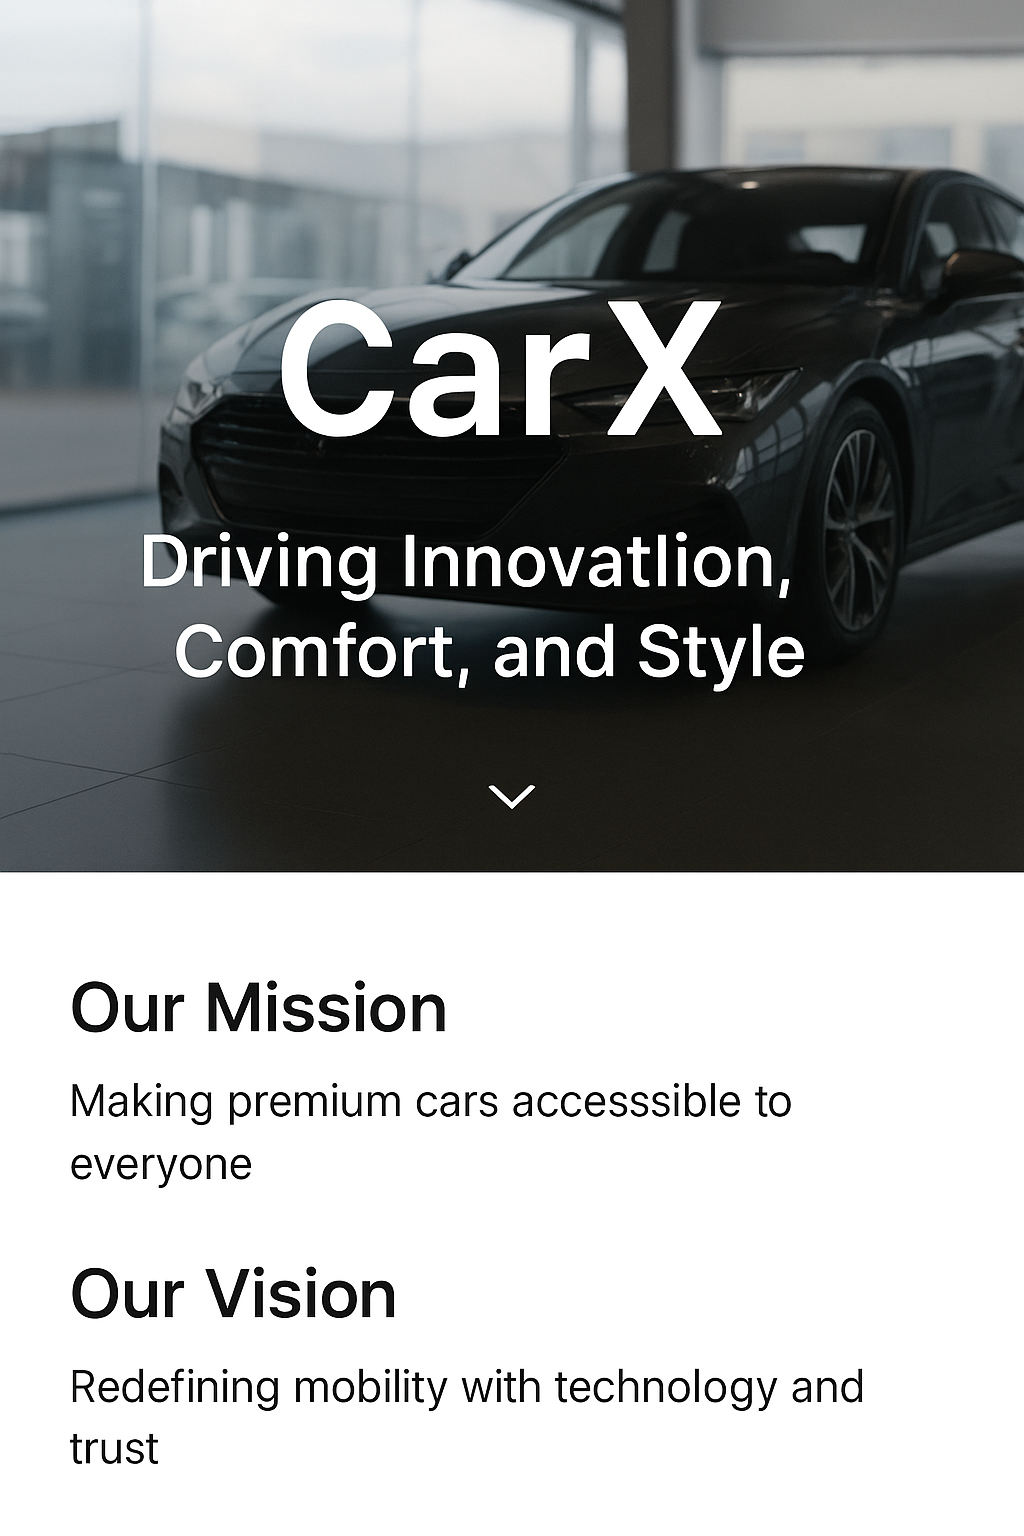 CarX
Driving Innovatlion,
Comfort, and Style
Our Mission
Making premium cars accesssible to
everyone
Our Vision
Redefining mobility with technology and
trust